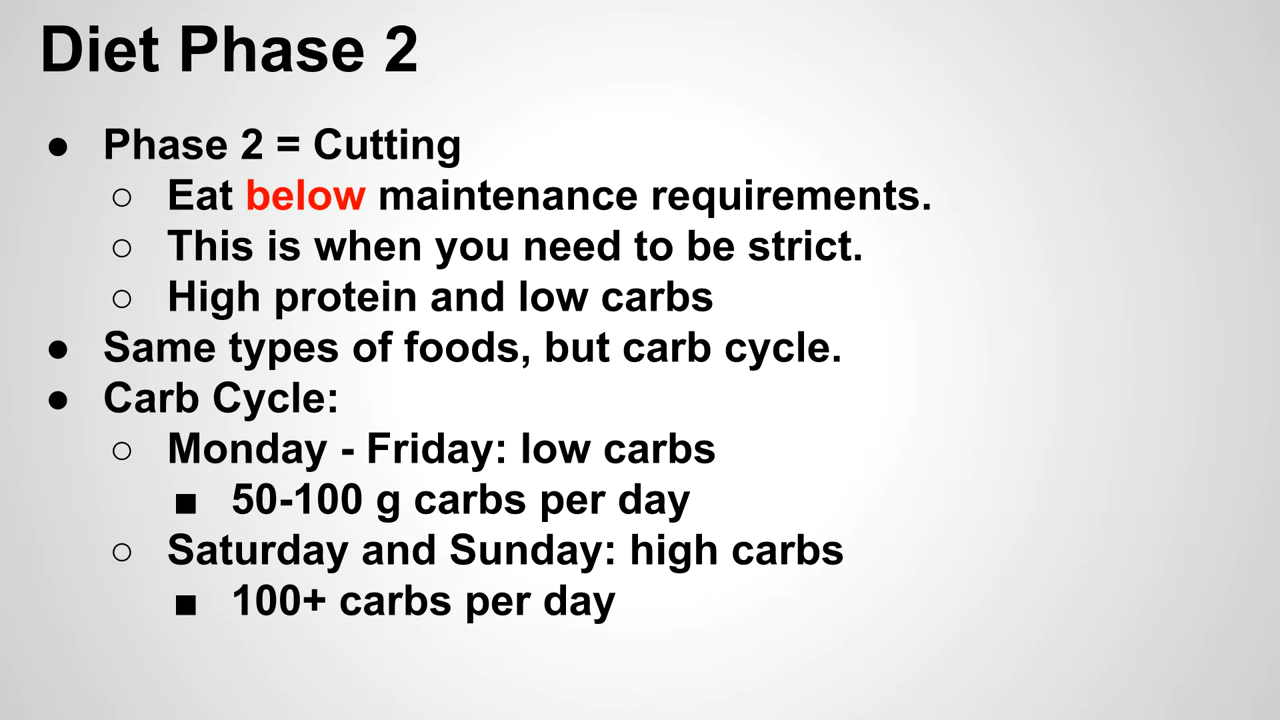 Diet Phase 2
● Phase 2 = Cutting
○ Eat below maintenance requirements.
○ This is when you need to be strict.
○ High protein and low carbs
● Same types of foods, but carb cycle.
● Carb Cycle:
○ Monday - Friday: low carbs
■ 50-100 g carbs per day
○ Saturday and Sunday: high carbs
■ 100+ carbs per day